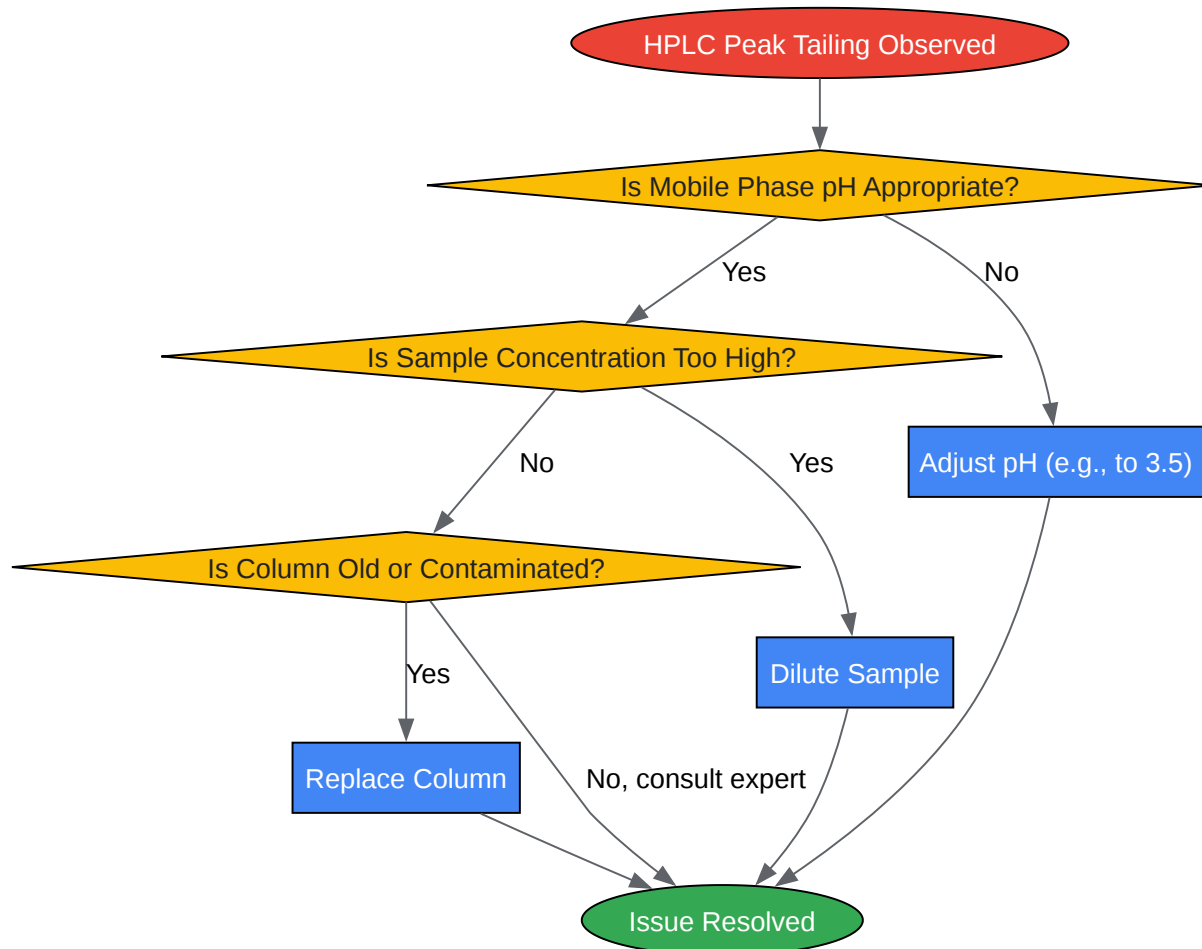 HPLC Peak Tailing Observed
Is Mobile Phase pH Appropriate?
Yes
No
Is Sample Concentration Too High?
Adjust pH (e.g., to 3.5)
No
Yes
Is Column Old or Contaminated?
Yes
Dilute Sample
Replace Column
No, consult expert
Issue Resolved